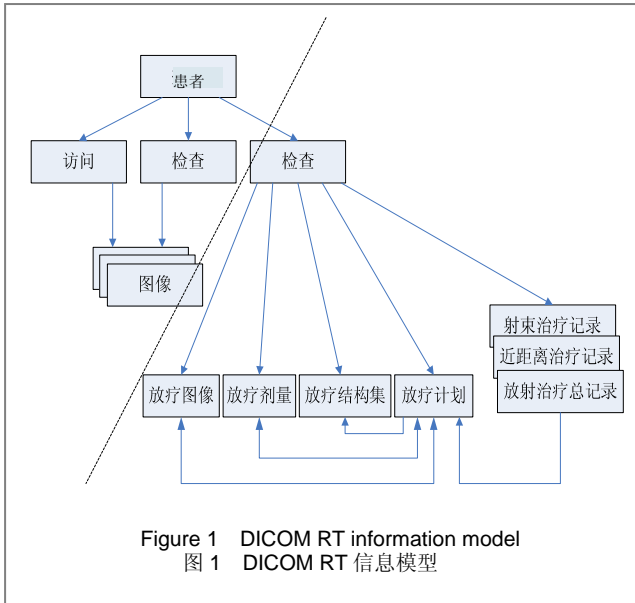 患者
访问
检查
检查
图像
射束治疗记录
近距离治疗记录
放射治疗总记录
放疗图像
放疗剂量
放疗结构集
放疗计划
Figure 1 DICOM RT information model
图 1 DICOM RT 信息模型